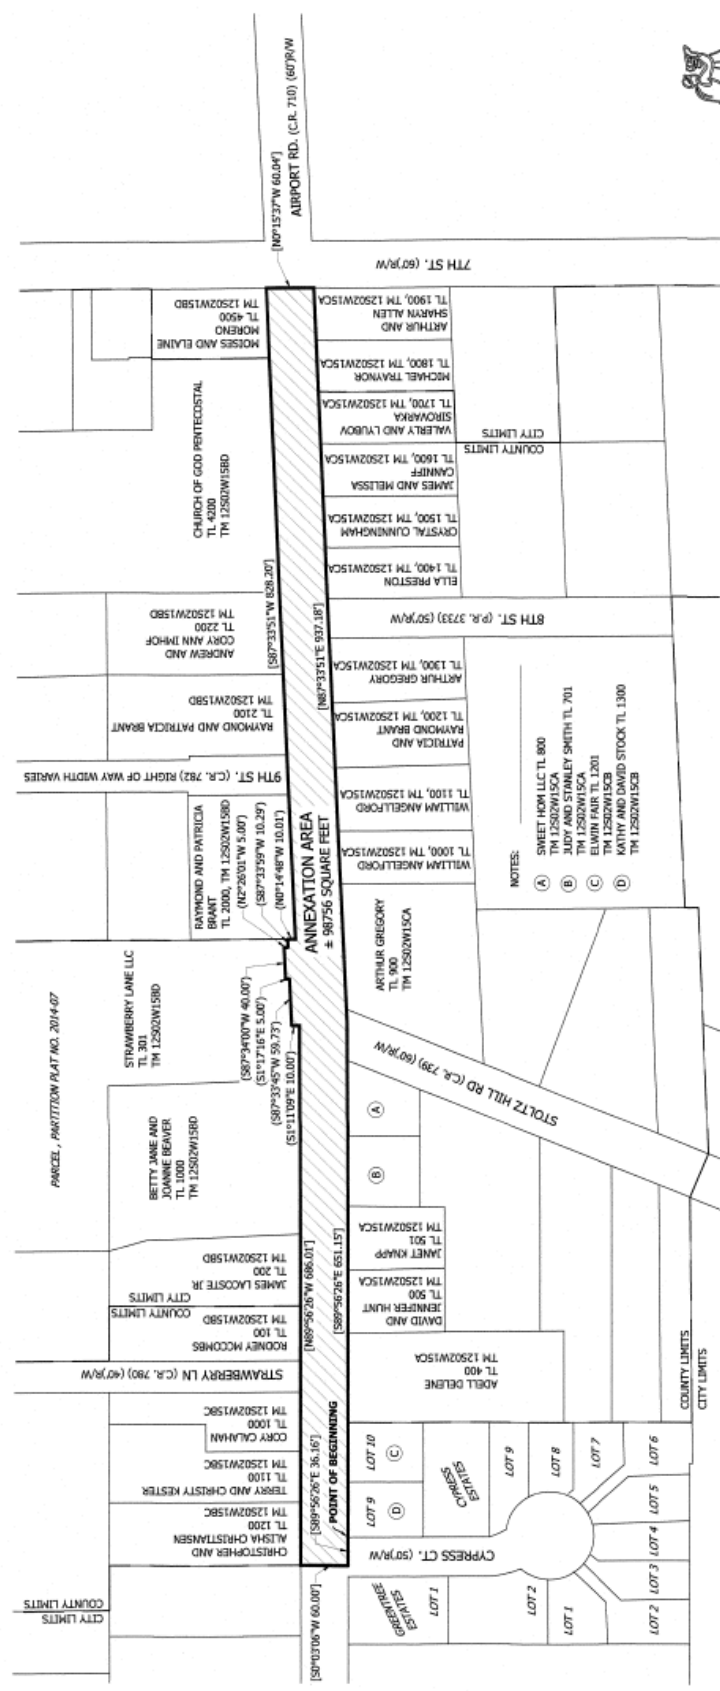 [N0°15'37"W 60.04']
AIRPORT RD. (C.R. 710) (60')R/W
7TH ST. (60')R/W
MOISES AND ELAINE
MORENO
TL 4500
TM 12S02W15BD
ARTHUR AND
SHARYN ALLEN
TL 1900, TM 12S02W15CA
MICHAEL TRAYNOR
TL 1800, TM 12S02W15CA
VALERLY AND LYUBOV
SIROWARKA
TL 1700, TM 12S02W15CA
CITY LIMITS
COUNTY LIMITS
CHURCH OF GOD PENTECOSTAL
TL 4200
TM 12S02W15BD
JAMES AND MELISSA
CANNIFF
TL 1600, TM 12S02W15CA
CRYSTAL CUNNINGHAM
TL 1500, TM 12S02W15CA
ELLA PRESTON
TL 1400, TM 12S02W15CA
[S87°33'51"W 828.20']
[N87°33'51"E 937.18']
8TH ST. (P.R. 3733) (50')R/W
ANDREW AND
CORY ANN IMHOF
TL 2200
TM 12S02W15BD
RAYMOND AND PATRICIA BRANT
TL 2100
TM 12S02W15BD
ARTHUR GREGORY
TL 1300, TM 12S02W15CA
PATRICIA AND
RAYMOND BRANT
TL 1200, TM 12S02W15CA
9TH ST. (C.R. 782) RIGHT OF WAY WIDTH VARIES
WILLIAM ANGELLFORD
TL 1100, TM 12S02W15CA
WILLIAM ANGELLFORD
TL 1000, TM 12S02W15CA
RAYMOND AND PATRICIA
BRANT
TL 2000, TM 12S02W15BD
(N2°26'01"W 5.00')
(S87°33'59"W 10.29')
(N0°14'48"W 10.01')
ANNEXATION AREA
± 98756 SQUARE FEET
NOTES:
A SWEET HOM LLC TL 800
TM 12S02W15CA
B JUDY AND STANLEY SMITH TL 701
TM 12S02W15CA
C ELWIN FAIR TL 1201
TM 12S02W15CB
D KATHY AND DAVID STOCK TL 1300
TM 12S02W15CB
ARTHUR GREGORY
TL 900
TM 12S02W15CA
PARCEL, PARTITION PLAT NO. 2014-07
STRAWBERRY LANE LLC
TL 301
TM 12S02W15BD
(S87°34'00"W 40.00')
(S1°17'16"E 5.00')
(S87°33'45"W 59.73')
(S1°11'09"E 10.00')
STOLTZ HILL RD (C.R. 739) (60')R/W
BETTY JANE AND
JOANNE BEAVER
TL 1000
TM 12S02W15BD
A
B
JAMES LACOSTE JR
TL 200
TM 12S02W15BD
CITY LIMITS
COUNTY LIMITS
RODNEY MCCOMBS
TL 100
TM 12S02W15BD
[N89°56'26"W 686.01']
[S89°56'26"E 651.15']
JANET KNAPP
TL 501
TM 12S02W15CA
DAVID AND
JENNIFER HUNT
TL 500
TM 12S02W15CA
STRAWBERRY LN (C.R. 780) (40')R/W
ADELL DELENE
TL 400
TM 12S02W15CA
COUNTY LIMITS
CITY LIMITS
CORY CALAHAN
TL 1000
TM 12S02W15BC
TERRY AND CHRISTY KESTER
TL 1100
TM 12S02W15BC
CHRISTOPHER AND
ALISHA CHRISTIANSEN
TL 1200
TM 12S02W15BC
[S89°56'26"E 36.16']
POINT OF BEGINNING
LOT 10
C
LOT 9
D
CYPRESS
ESTATES
LOT 9
LOT 8
LOT 7
LOT 6
LOT 5
LOT 4
LOT 3
LOT 2
CYPRESS CT. (50')R/W
COUNTY LIMITS
CITY LIMITS
[S0°03'06"W 60.00']
GREENTREE
ESTATES
LOT 1
LOT 2
LOT 1